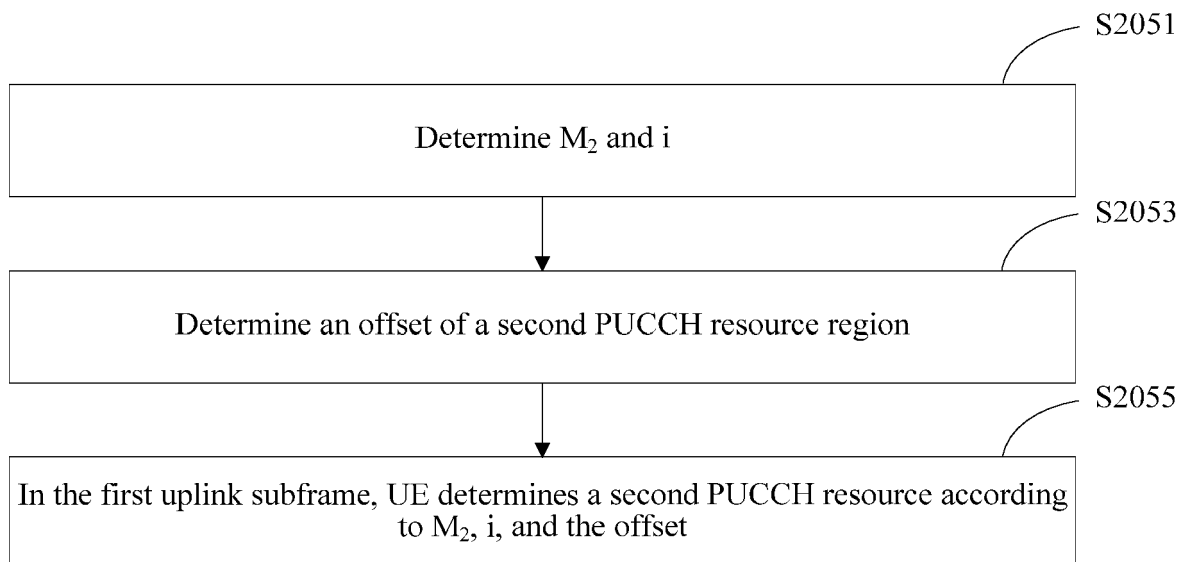 S2051
Determine M₂ and i
S2053
Determine an offset of a second PUCCH resource region
S2055
In the first uplink subframe, UE determines a second PUCCH resource according
to M₂, i, and the offset